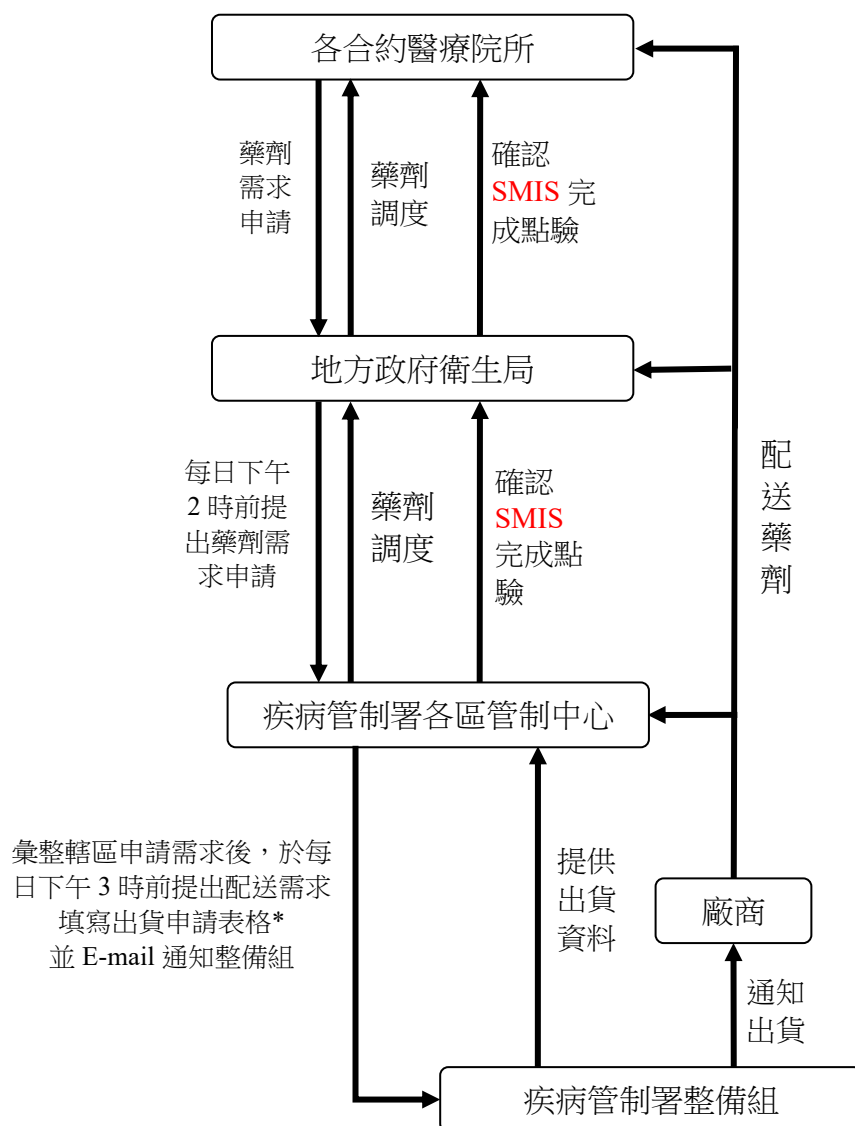 各合約醫療院所
藥劑
需求
申請
藥劑
調度
確認
SMIS 完
成點驗
地方政府衛生局
每日下午
2 時前提
出藥劑需
求申請
藥劑
調度
確認
SMIS
完成點
驗
配
送
藥
劑
疾病管制署各區管制中心
彙整轄區申請需求後，於每
日下午 3 時前提出配送需求
填寫出貨申請表格*
並 E-mail 通知整備組
提供
出貨
資料
廠商
通知
出貨
疾病管制署整備組